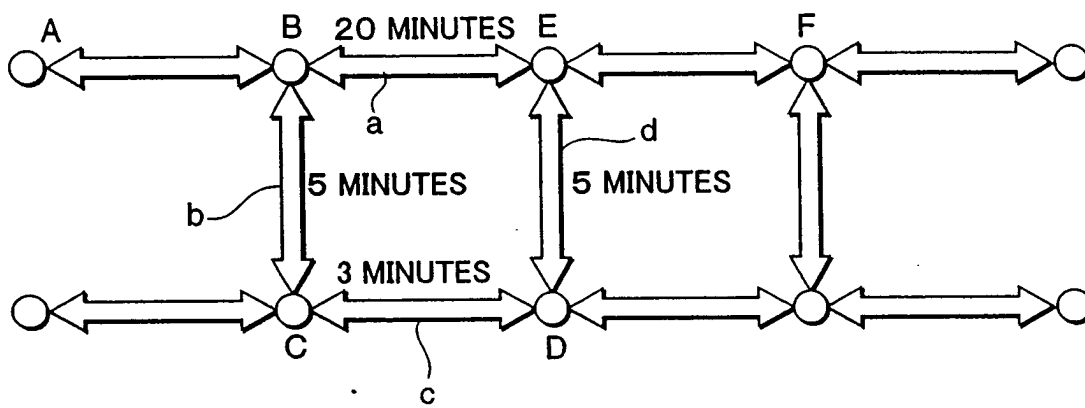 A B 20 MINUTES E F
a
d
b 5 MINUTES 5 MINUTES
3 MINUTES
C D
c